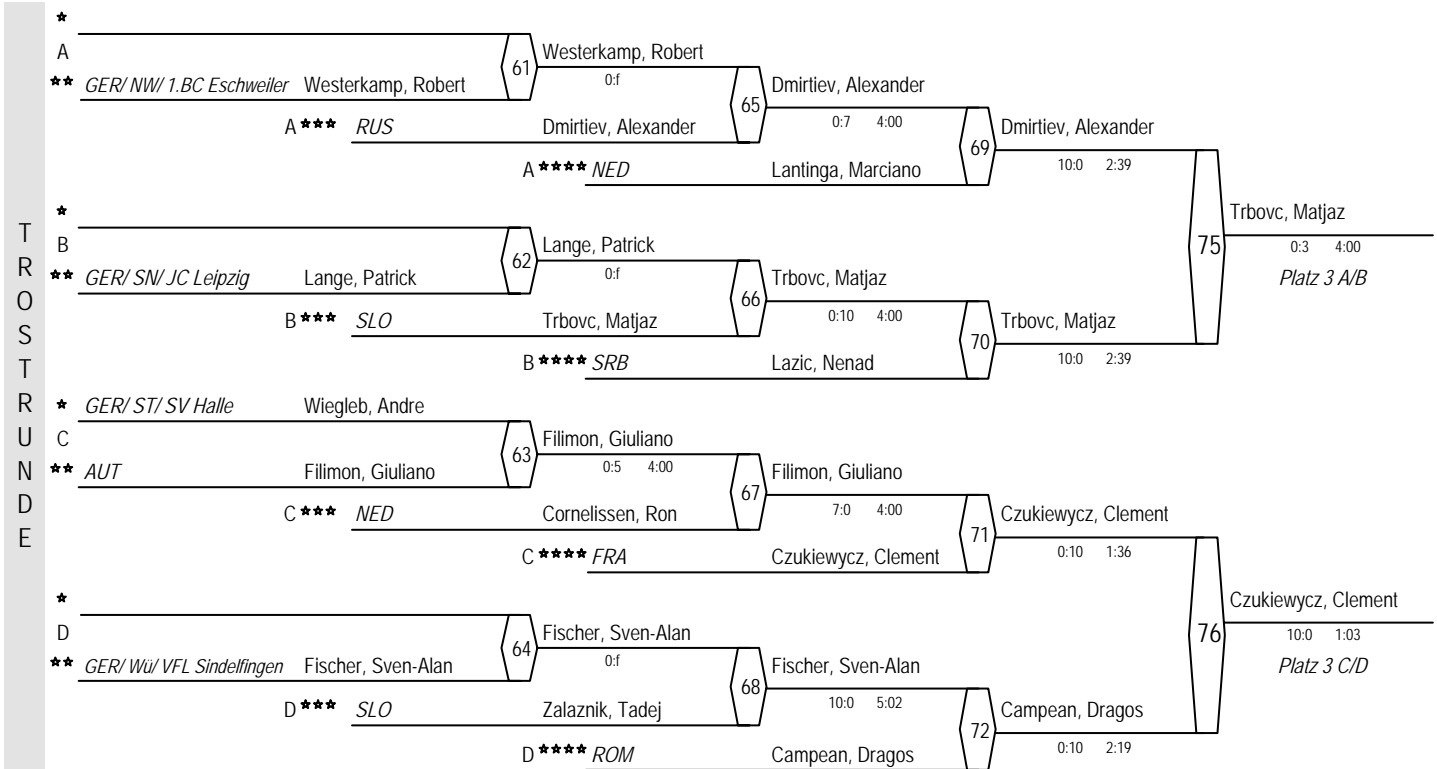 TROSTRUNDE
*
A
61 Westerkamp, Robert
** GER/ NW/ 1.BC Eschweiler Westerkamp, Robert
0:f
65 Dmirtiev, Alexander
A *** RUS Dmirtiev, Alexander
0:7 4:00
69 Dmirtiev, Alexander
A **** NED Lantinga, Marciano
10:0 2:39
*
B
62 Lange, Patrick
** GER/ SN/ JC Leipzig Lange, Patrick
0:f
75 Trbovc, Matjaz
0:3 4:00
Platz 3 A/B
66 Trbovc, Matjaz
B *** SLO Trbovc, Matjaz
0:10 4:00
70 Trbovc, Matjaz
B **** SRB Lazic, Nenad
10:0 2:39
* GER/ ST/ SV Halle Wiegleb, Andre
C
63 Filimon, Giuliano
** AUT Filimon, Giuliano
0:5 4:00
67 Filimon, Giuliano
C *** NED Cornelissen, Ron
7:0 4:00
71 Czukiewycz, Clement
C **** FRA Czukiewycz, Clement
0:10 1:36
*
D
64 Fischer, Sven-Alan
** GER/ Wü/ VFL Sindelfingen Fischer, Sven-Alan
0:f
76 Czukiewycz, Clement
10:0 1:03
Platz 3 C/D
68 Fischer, Sven-Alan
D *** SLO Zalaznik, Tadej
10:0 5:02
72 Campean, Dragos
D **** ROM Campean, Dragos
0:10 2:19